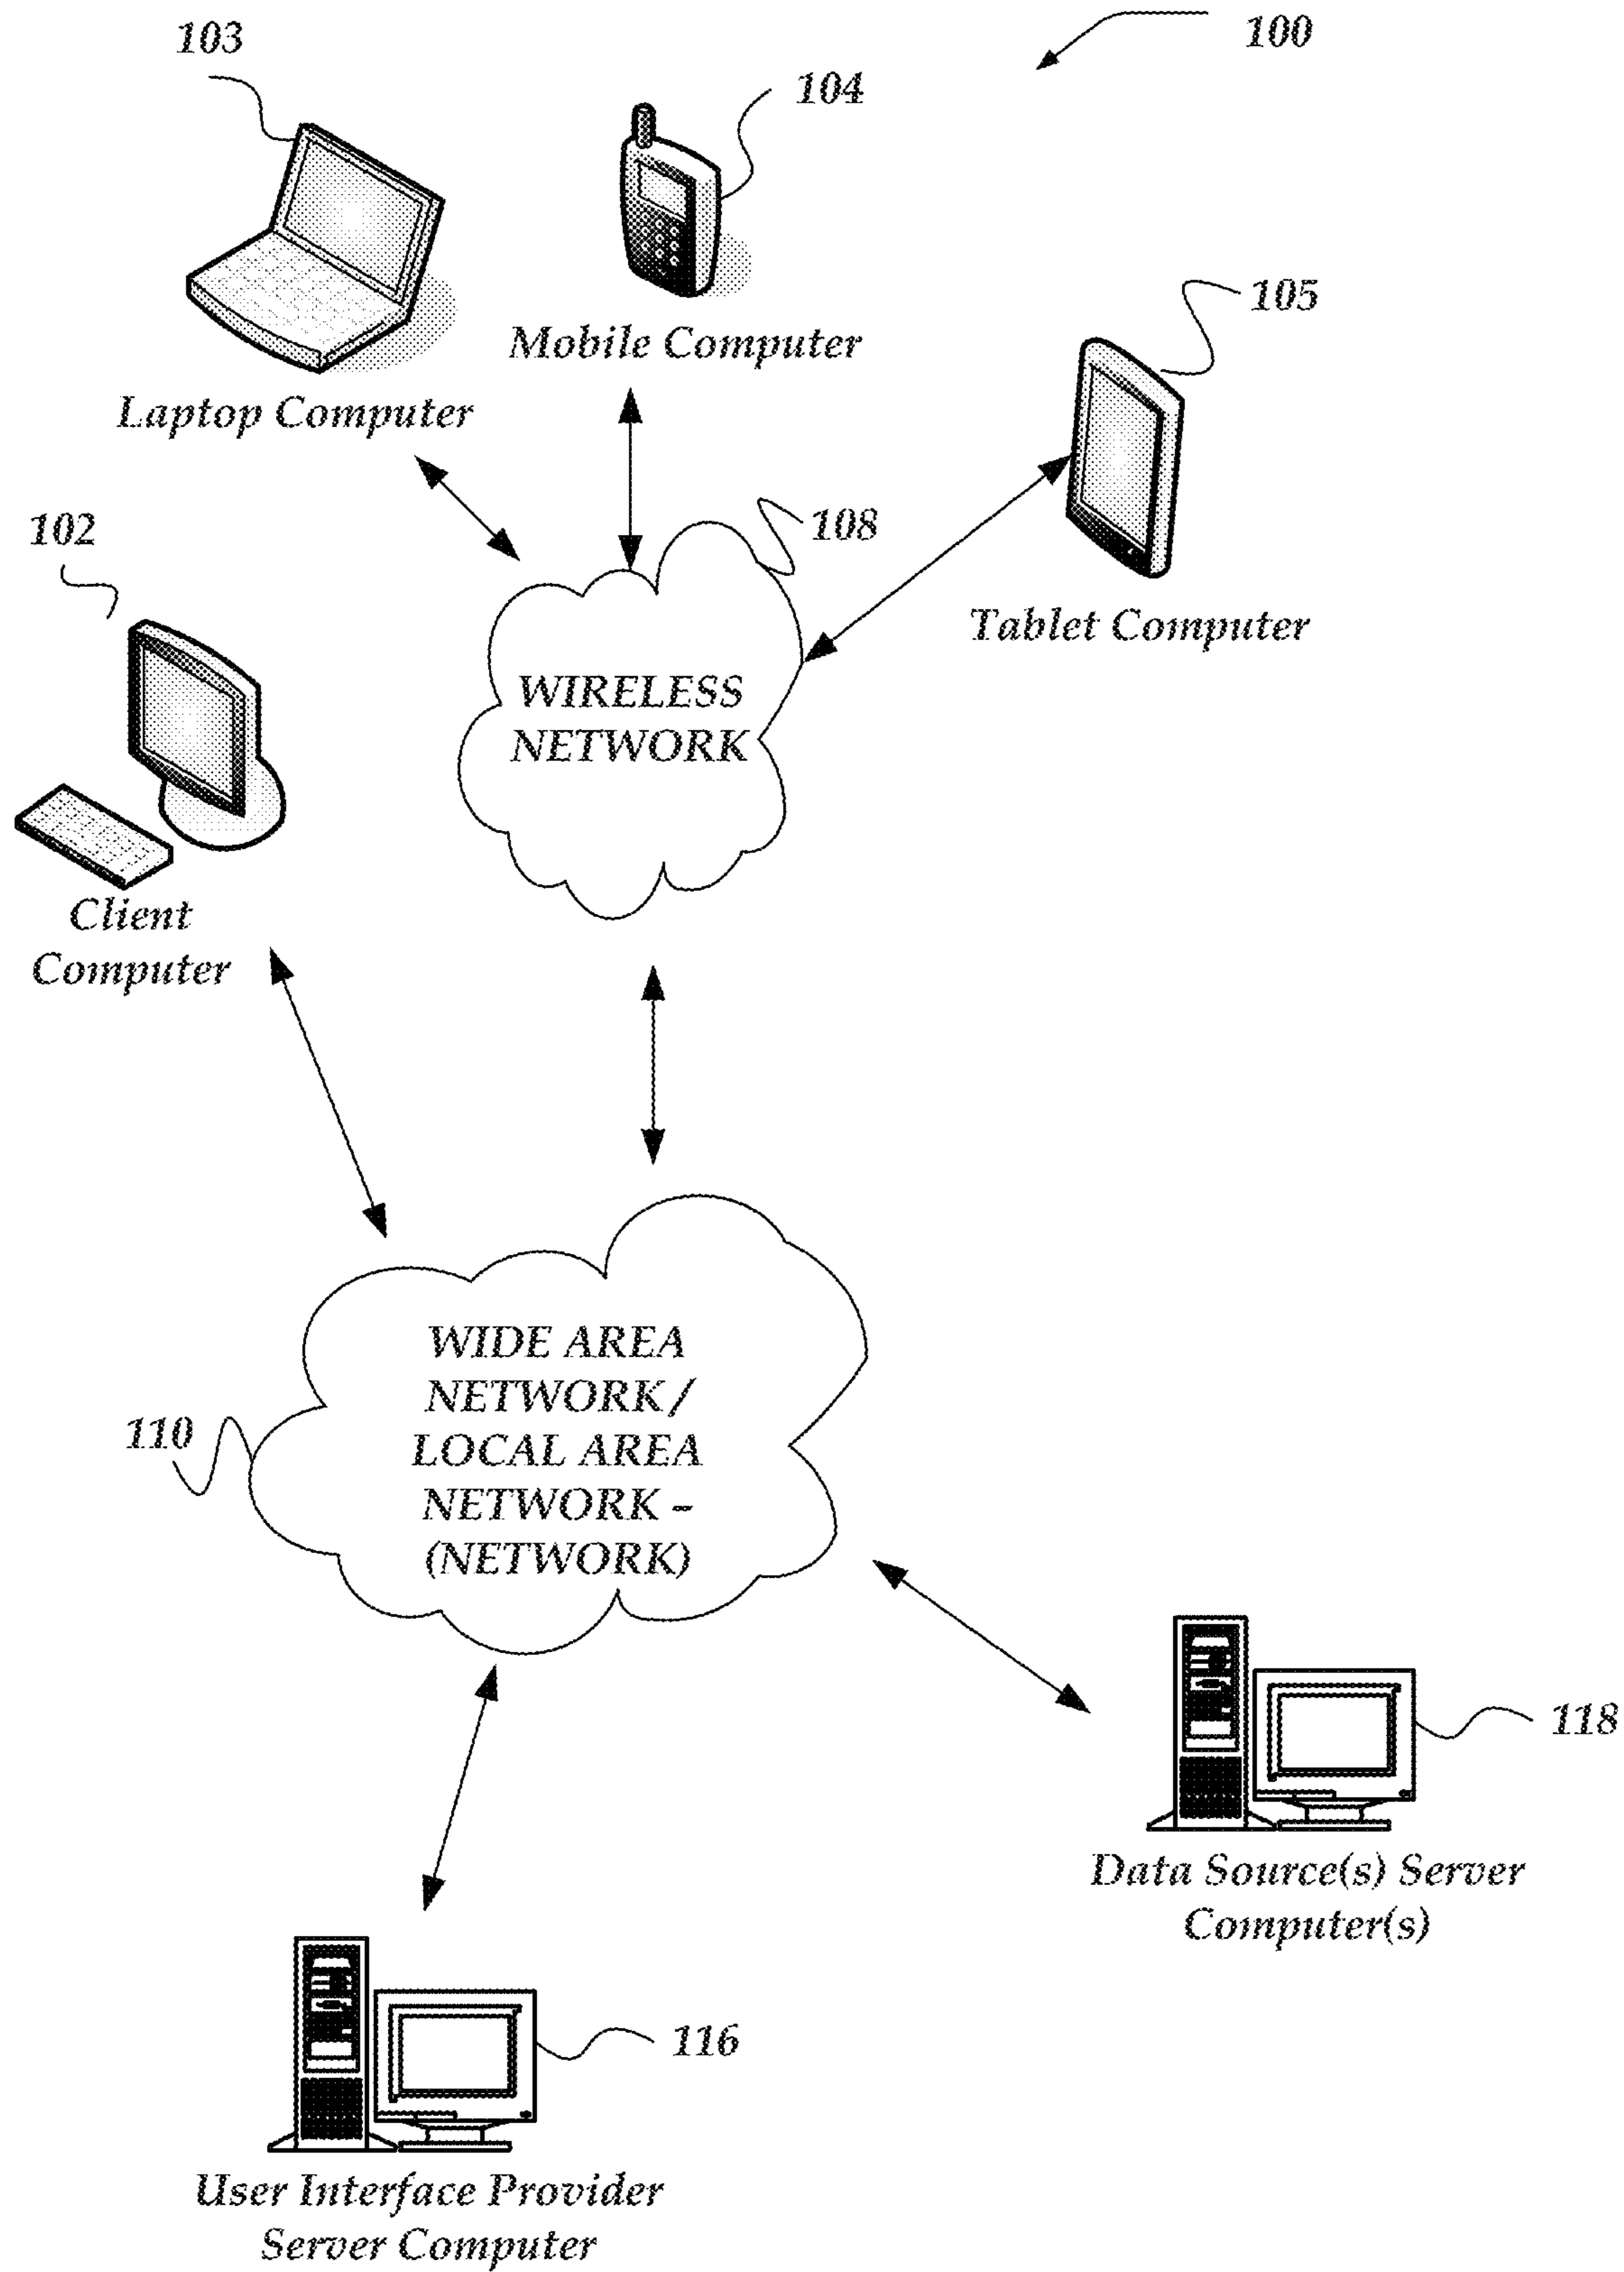 103
100
104
105
Mobile Computer
Laptop Computer
102
108
Tablet Computer
WIRELESS
NETWORK
Client
Computer
WIDE AREA
NETWORK /
LOCAL AREA
NETWORK –
(NETWORK)
110
118
Data Source(s) Server
Computer(s)
116
User Interface Provider
Server Computer